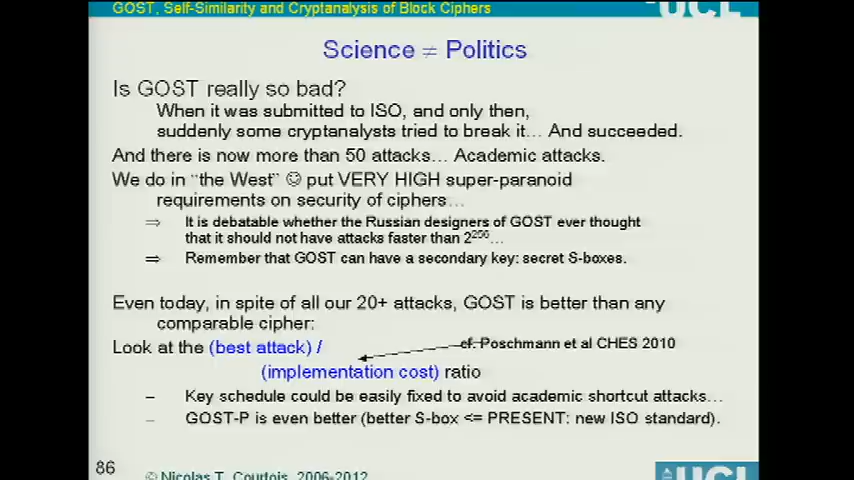 GOST, Self-Similarity and Cryptanalysis of Block Ciphers
UCL
Science ≠ Politics
Is GOST really so bad?
When it was submitted to ISO, and only then,
suddenly some cryptanalysts tried to break it... And succeeded.
And there is now more than 50 attacks... Academic attacks.
We do in "the West" ☺ put VERY HIGH super-paranoid
requirements on security of ciphers...
⇒ It is debatable whether the Russian designers of GOST ever thought
that it should not have attacks faster than 2²⁵⁶...
⇒ Remember that GOST can have a secondary key: secret S-boxes.
Even today, in spite of all our 20+ attacks, GOST is better than any
comparable cipher:
Look at the (best attack) / cf. Poschmann et al CHES 2010
(implementation cost) ratio
– Key schedule could be easily fixed to avoid academic shortcut attacks...
– GOST-P is even better (better S-box <= PRESENT: new ISO standard).
86 © Nicolas T. Courtois, 2006-2012
UCL